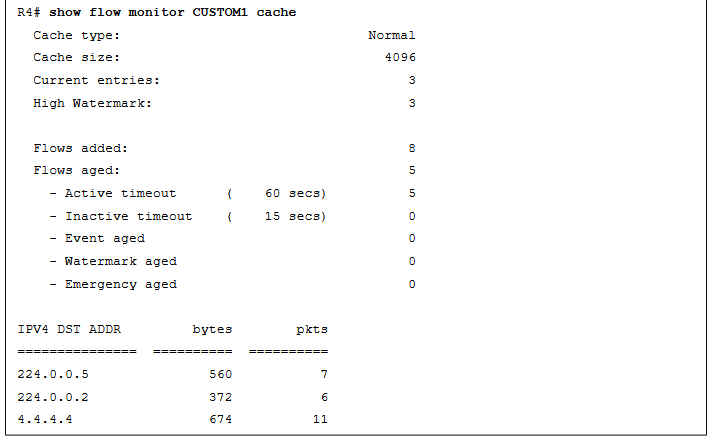 R4# show flow monitor CUSTOM1 cache
Cache type: Normal
Cache size: 4096
Current entries: 3
High Watermark: 3
Flows added: 8
Flows aged: 5
- Active timeout ( 60 secs) 5
- Inactive timeout ( 15 secs) 0
- Event aged 0
- Watermark aged 0
- Emergency aged 0
IPV4 DST ADDR bytes pkts
=============== ========== ==========
224.0.0.5 560 7
224.0.0.2 372 6
4.4.4.4 674 11